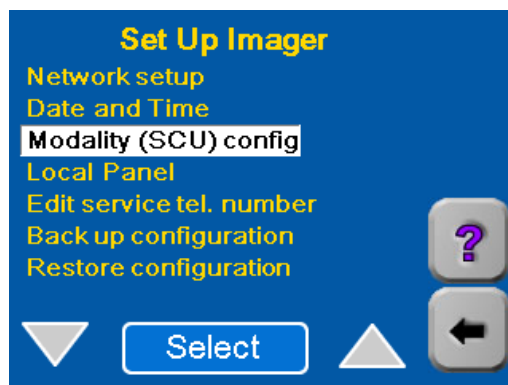 Set Up Imager
Network setup
Date and Time
Modality (SCU) config
Local Panel
Edit service tel. number
Back up configuration
Restore configuration
?
Select